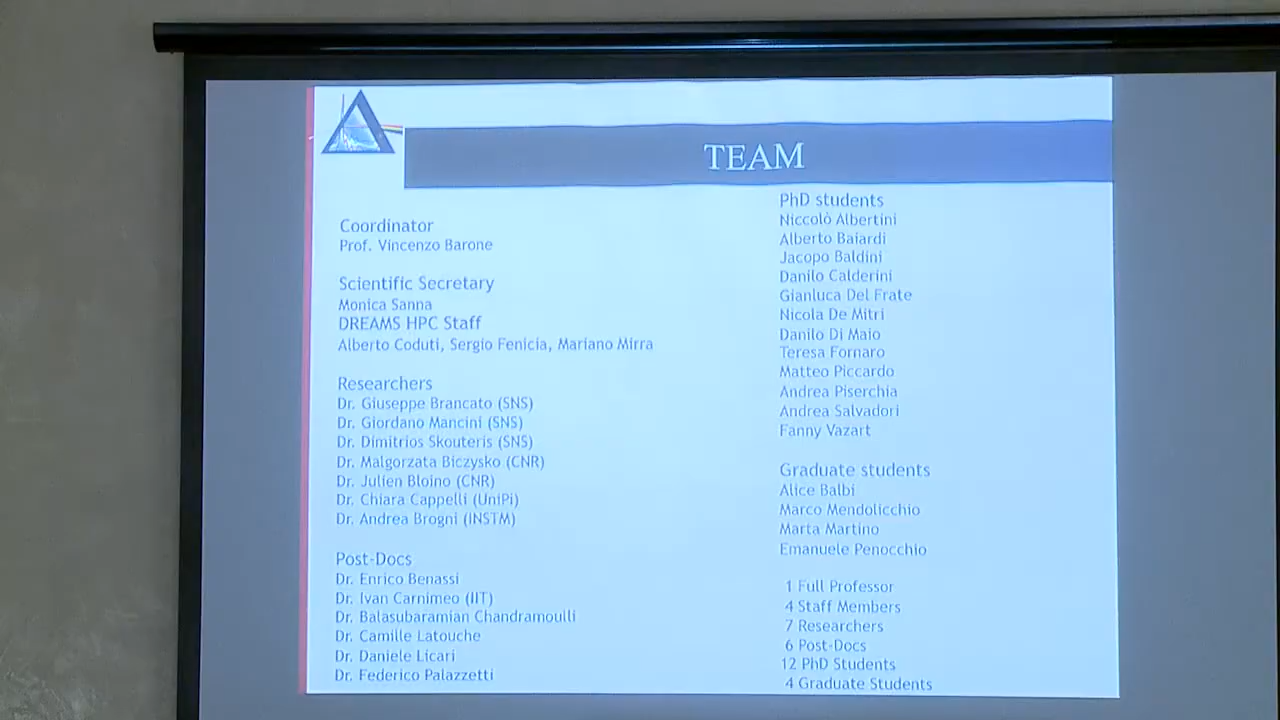 TEAM
Coordinator
Prof. Vincenzo Barone
Scientific Secretary
Monica Sanna
DREAMS HPC Staff
Alberto Coduti, Sergio Fenicia, Mariano Mirra
Researchers
Dr. Giuseppe Brancato (SNS)
Dr. Giordano Mancini (SNS)
Dr. Dimitrios Skouteris (SNS)
Dr. Malgorzata Biczysko (CNR)
Dr. Julien Bloino (CNR)
Dr. Chiara Cappelli (UniPi)
Dr. Andrea Brogni (INSTM)
Post-Docs
Dr. Enrico Benassi
Dr. Ivan Carnimeo (IIT)
Dr. Balasubaramian Chandramoulli
Dr. Camille Latouche
Dr. Daniele Licari
Dr. Federico Palazzetti
PhD students
Niccolò Albertini
Alberto Baiardi
Jacopo Baldini
Danilo Calderini
Gianluca Del Frate
Nicola De Mitri
Danilo Di Maio
Teresa Fornaro
Matteo Piccardo
Andrea Piserchia
Andrea Salvadori
Fanny Vazart
Graduate students
Alice Balbi
Marco Mendolicchio
Marta Martino
Emanuele Penocchio
1 Full Professor
4 Staff Members
7 Researchers
6 Post-Docs
12 PhD Students
4 Graduate Students